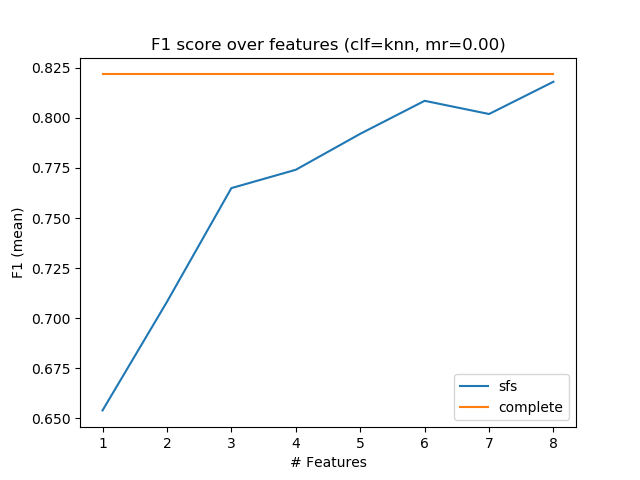 F1 score over features (clf=knn, mr=0.00)
0.825
0.800
0.775
0.750
0.725
0.700
0.675
0.650
F1 (mean)
sfs
complete
1 2 3 4 5 6 7 8
# Features